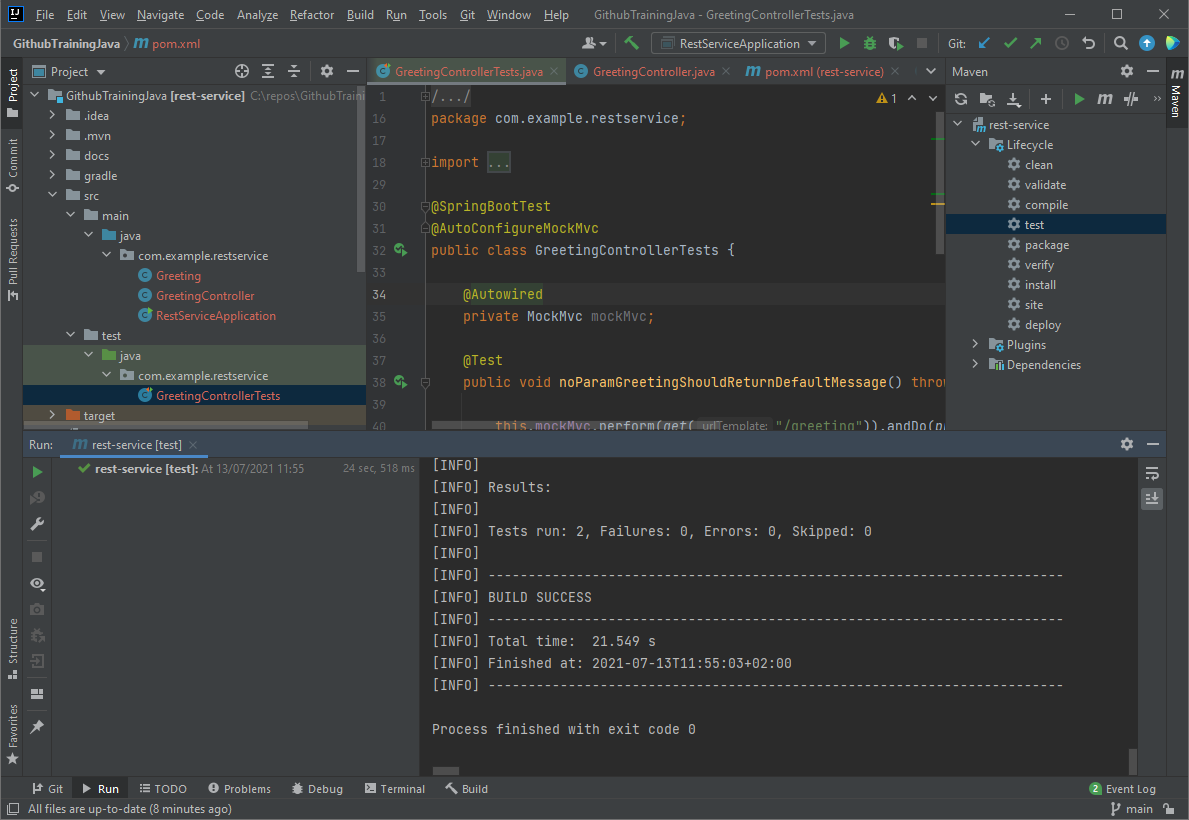 IJ File Edit View Navigate Code Analyze Refactor Build Run Tools Git Window Help GithubTrainingJava - GreetingControllerTests.java
GithubTrainingJava m pom.xml RestServiceApplication Git:
Project GreetingControllerTests.java GreetingController.java m pom.xml (rest-service) Maven
Project
Commit
Pull Requests
Structure
Favorites
m Maven
GithubTrainingJava [rest-service] C:\repos\GithubTraini
.idea
.mvn
docs
gradle
src
main
java
com.example.restservice
Greeting
GreetingController
RestServiceApplication
test
java
com.example.restservice
GreetingControllerTests
target
1 /.../
16 package com.example.restservice;
17
18 import ...
29
30 @SpringBootTest
31 @AutoConfigureMockMvc
32 public class GreetingControllerTests {
33
34 @Autowired
35 private MockMvc mockMvc;
36
37 @Test
38 public void noParamGreetingShouldReturnDefaultMessage() throw
39
40 this.mockMvc.perform(get( urlTemplate: "/greeting")).andDo(p
1
rest-service
Lifecycle
clean
validate
compile
test
package
verify
install
site
deploy
Plugins
Dependencies
Run: m rest-service [test]
rest-service [test]: At 13/07/2021 11:55 24 sec, 518 ms
[INFO]
[INFO] Results:
[INFO]
[INFO] Tests run: 2, Failures: 0, Errors: 0, Skipped: 0
[INFO]
[INFO] ------------------------------------------------------------------------
[INFO] BUILD SUCCESS
[INFO] ------------------------------------------------------------------------
[INFO] Total time:  21.549 s
[INFO] Finished at: 2021-07-13T11:55:03+02:00
[INFO] ------------------------------------------------------------------------
Process finished with exit code 0
Git Run TODO Problems Debug Terminal Build 2 Event Log
All files are up-to-date (8 minutes ago) main